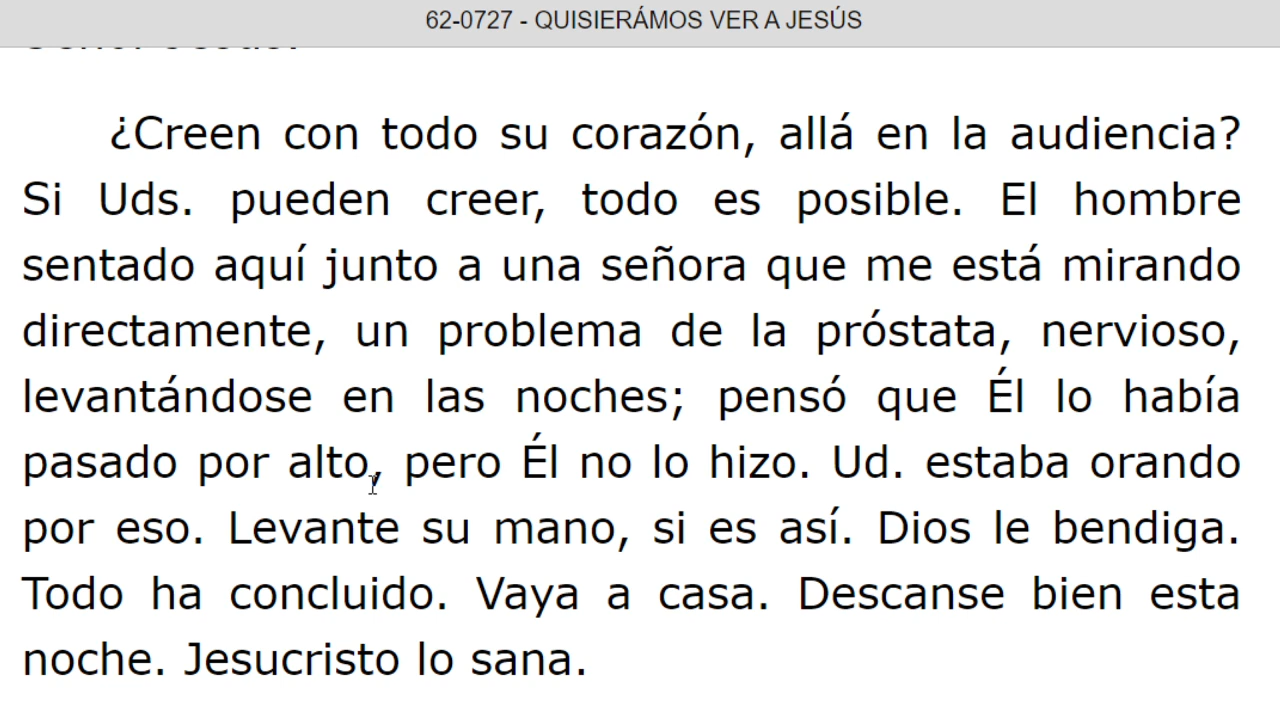 62-0727 - QUISIERÁMOS VER A JESÚS
¿Creen con todo su corazón, allá en la audiencia?
Si Uds. pueden creer, todo es posible. El hombre
sentado aquí junto a una señora que me está mirando
directamente, un problema de la próstata, nervioso,
levantándose en las noches; pensó que Él lo había
pasado por alto, pero Él no lo hizo. Ud. estaba orando
por eso. Levante su mano, si es así. Dios le bendiga.
Todo ha concluido. Vaya a casa. Descanse bien esta
noche. Jesucristo lo sana.